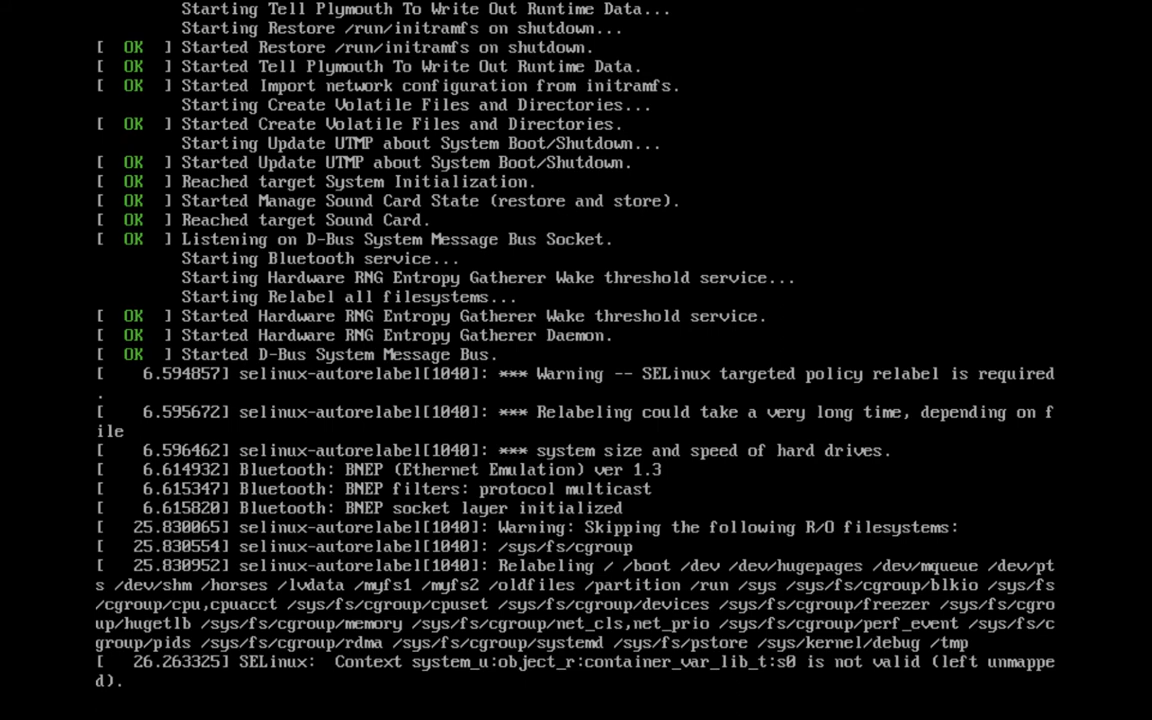 Starting Tell Plymouth To Write Out Runtime Data...
Starting Restore /run/initramfs on shutdown...
[  OK  ] Started Restore /run/initramfs on shutdown.
[  OK  ] Started Tell Plymouth To Write Out Runtime Data.
[  OK  ] Started Import network configuration from initramfs.
Starting Create Volatile Files and Directories...
[  OK  ] Started Create Volatile Files and Directories.
Starting Update UTMP about System Boot/Shutdown...
[  OK  ] Started Update UTMP about System Boot/Shutdown.
[  OK  ] Reached target System Initialization.
[  OK  ] Started Manage Sound Card State (restore and store).
[  OK  ] Reached target Sound Card.
[  OK  ] Listening on D-Bus System Message Bus Socket.
Starting Bluetooth service...
Starting Hardware RNG Entropy Gatherer Wake threshold service...
Starting Relabel all filesystems...
[  OK  ] Started Hardware RNG Entropy Gatherer Wake threshold service.
[  OK  ] Started Hardware RNG Entropy Gatherer Daemon.
[  OK  ] Started D-Bus System Message Bus.
[    6.594857] selinux-autorelabel[1040]: *** Warning -- SELinux targeted policy relabel is required
.
[    6.595672] selinux-autorelabel[1040]: *** Relabeling could take a very long time, depending on f
ile
[    6.596462] selinux-autorelabel[1040]: *** system size and speed of hard drives.
[    6.614932] Bluetooth: BNEP (Ethernet Emulation) ver 1.3
[    6.615347] Bluetooth: BNEP filters: protocol multicast
[    6.615820] Bluetooth: BNEP socket layer initialized
[   25.830065] selinux-autorelabel[1040]: Warning: Skipping the following R/O filesystems:
[   25.830554] selinux-autorelabel[1040]: /sys/fs/cgroup
[   25.830952] selinux-autorelabel[1040]: Relabeling / /boot /dev /dev/hugepages /dev/mqueue /dev/pt
s /dev/shm /horses /lvdata /myfs1 /myfs2 /oldfiles /partition /run /sys /sys/fs/cgroup/blkio /sys/fs
/cgroup/cpu,cpuacct /sys/fs/cgroup/cpuset /sys/fs/cgroup/devices /sys/fs/cgroup/freezer /sys/fs/cgro
up/hugetlb /sys/fs/cgroup/memory /sys/fs/cgroup/net_cls,net_prio /sys/fs/cgroup/perf_event /sys/fs/c
group/pids /sys/fs/cgroup/rdma /sys/fs/cgroup/systemd /sys/fs/pstore /sys/kernel/debug /tmp
[   26.263325] SELinux:  Context system_u:object_r:container_var_lib_t:s0 is not valid (left unmappe
d).